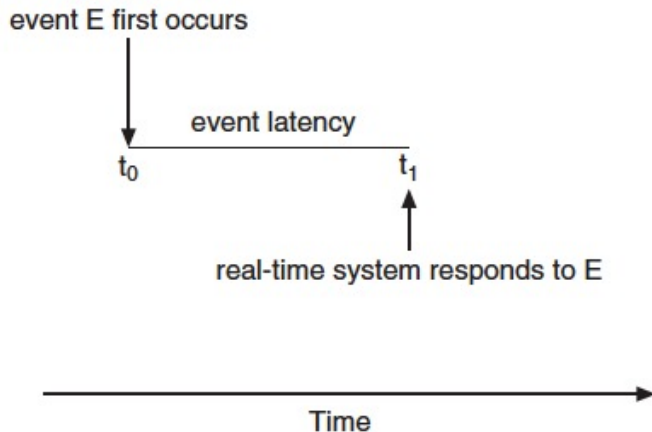 event E first occurs
event latency
t₀
t₁
real-time system responds to E
Time